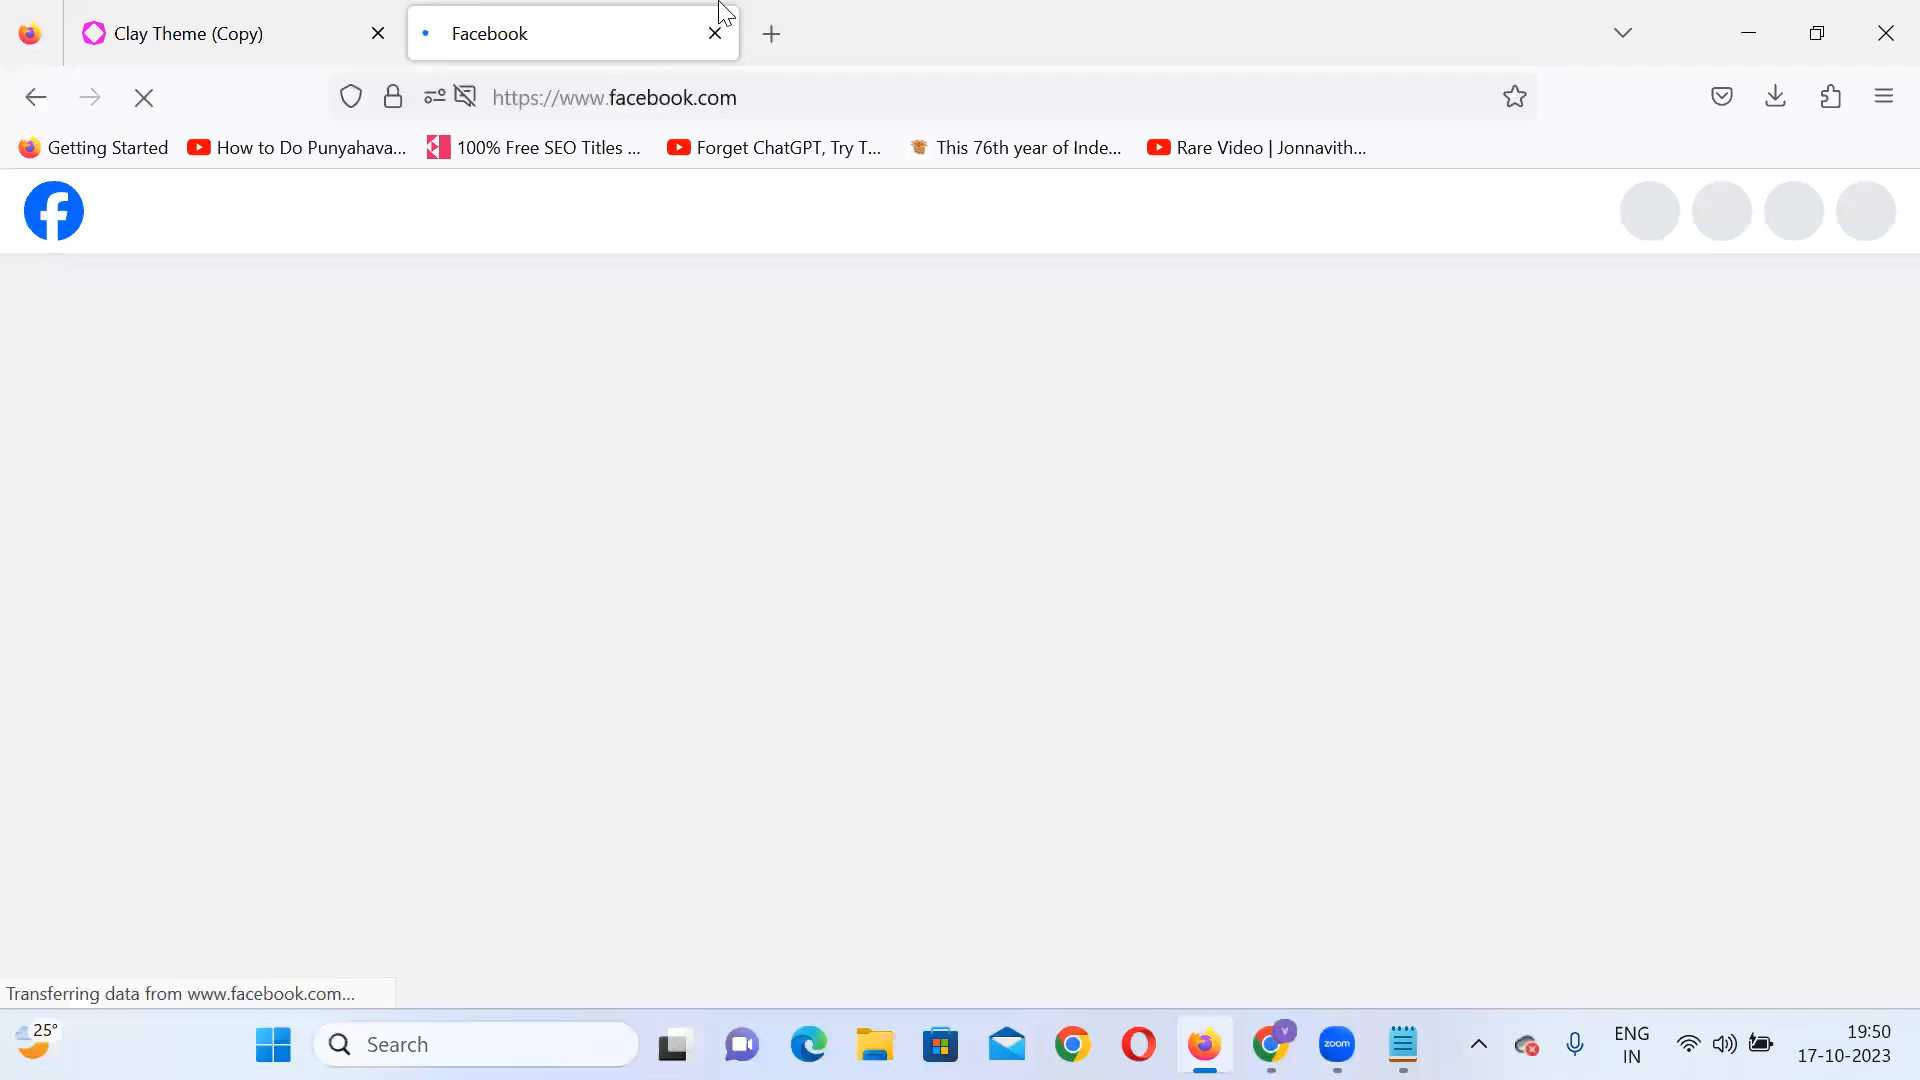 Clay Theme (Copy)
Facebook
https://www.facebook.com
Getting Started
How to Do Punyahava...
100% Free SEO Titles ...
Forget ChatGPT, Try T...
This 76th year of Inde...
Rare Video | Jonnavith...
Transferring data from www.facebook.com...
25°
Search
V
zoom
ENG
IN
19:50
17-10-2023